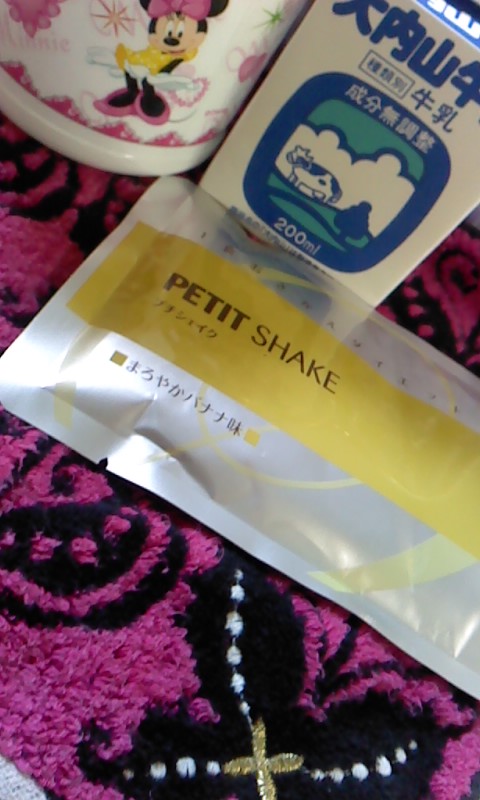 Minnie
大内山牛
種類別
牛乳
成分無調整
200ml
PETIT SHAKE
プチシェイク
■まろやかバナナ味■